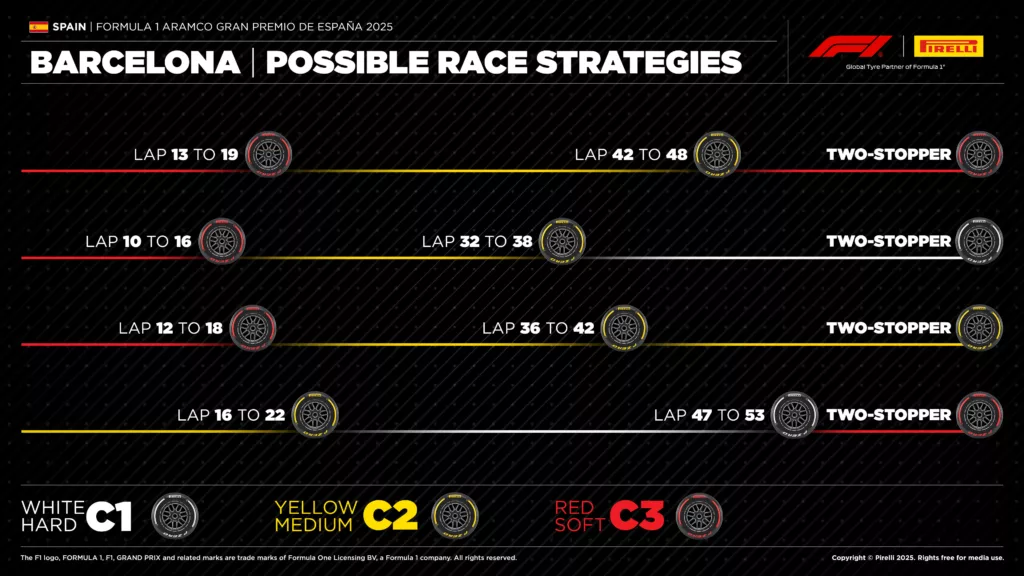 SPAIN | FORMULA 1 ARAMCO GRAN PREMIO DE ESPAÑA 2025
BARCELONA | POSSIBLE RACE STRATEGIES
F1 | PIRELLI
Global Tyre Partner of Formula 1®
LAP 13 TO 19
LAP 42 TO 48
TWO-STOPPER
LAP 10 TO 16
LAP 32 TO 38
TWO-STOPPER
LAP 12 TO 18
LAP 36 TO 42
TWO-STOPPER
LAP 16 TO 22
LAP 47 TO 53
TWO-STOPPER
WHITE
HARD C1
YELLOW
MEDIUM C2
RED
SOFT C3
The F1 logo, FORMULA 1, F1, GRAND PRIX and related marks are trade marks of Formula One Licensing BV, a Formula 1 company. All rights reserved.
Copyright © Pirelli 2025. Rights free for media use.